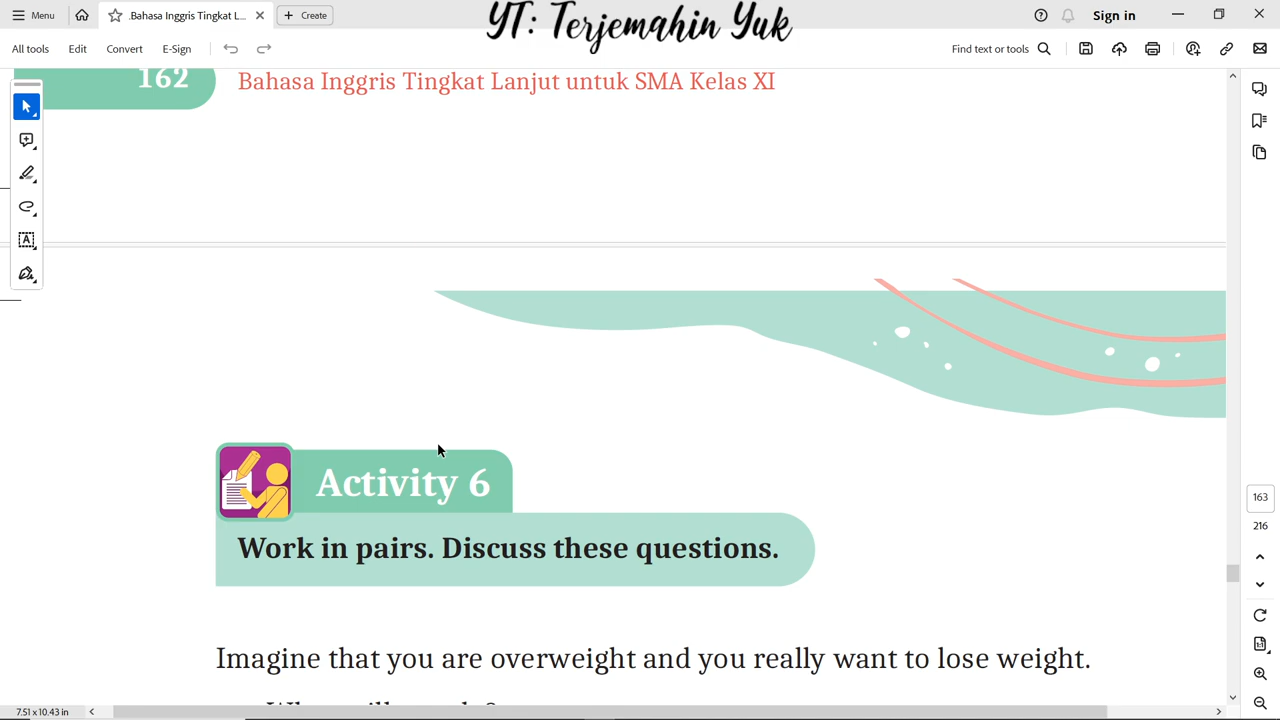 Menu
.Bahasa Inggris Tingkat L...
Create
YT: Terjemahin Yuk
Sign in
All tools
Edit
Convert
E-Sign
Find text or tools
162
Bahasa Inggris Tingkat Lanjut untuk SMA Kelas XI
Activity 6
Work in pairs. Discuss these questions.
Imagine that you are overweight and you really want to lose weight.
163
216
7.51 x 10.43 in